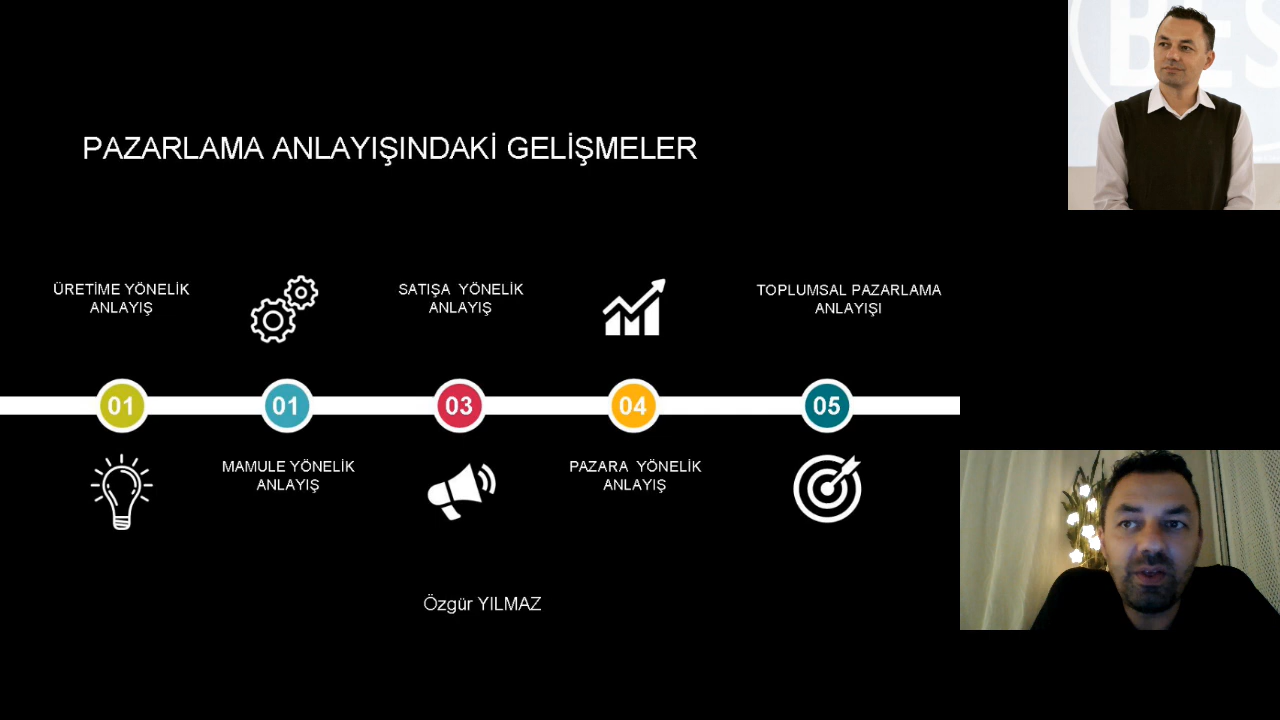 PAZARLAMA ANLAYIŞINDAKİ GELİŞMELER
ÜRETİME YÖNELİK
ANLAYIŞ
SATIŞA YÖNELİK
ANLAYIŞ
TOPLUMSAL PAZARLAMA
ANLAYIŞI
01
01
03
04
05
MAMULE YÖNELİK
ANLAYIŞ
PAZARA YÖNELİK
ANLAYIŞ
Özgür YILMAZ